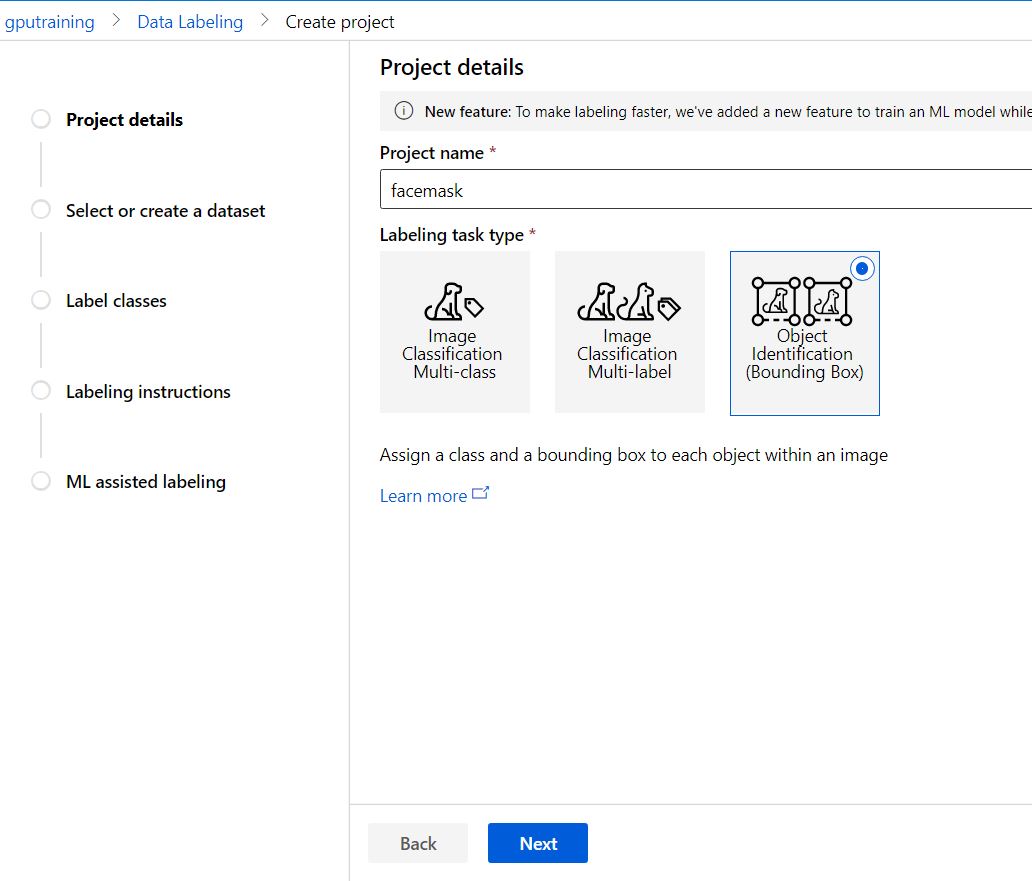 gputraining > Data Labeling > Create project
Project details
Select or create a dataset
Label classes
Labeling instructions
ML assisted labeling
Project details
New feature: To make labeling faster, we've added a new feature to train an ML model while
Project name *
facemask
Labeling task type *
Image
Classification
Multi-class
Image
Classification
Multi-label
Object
Identification
(Bounding Box)
Assign a class and a bounding box to each object within an image
Learn more
Back
Next